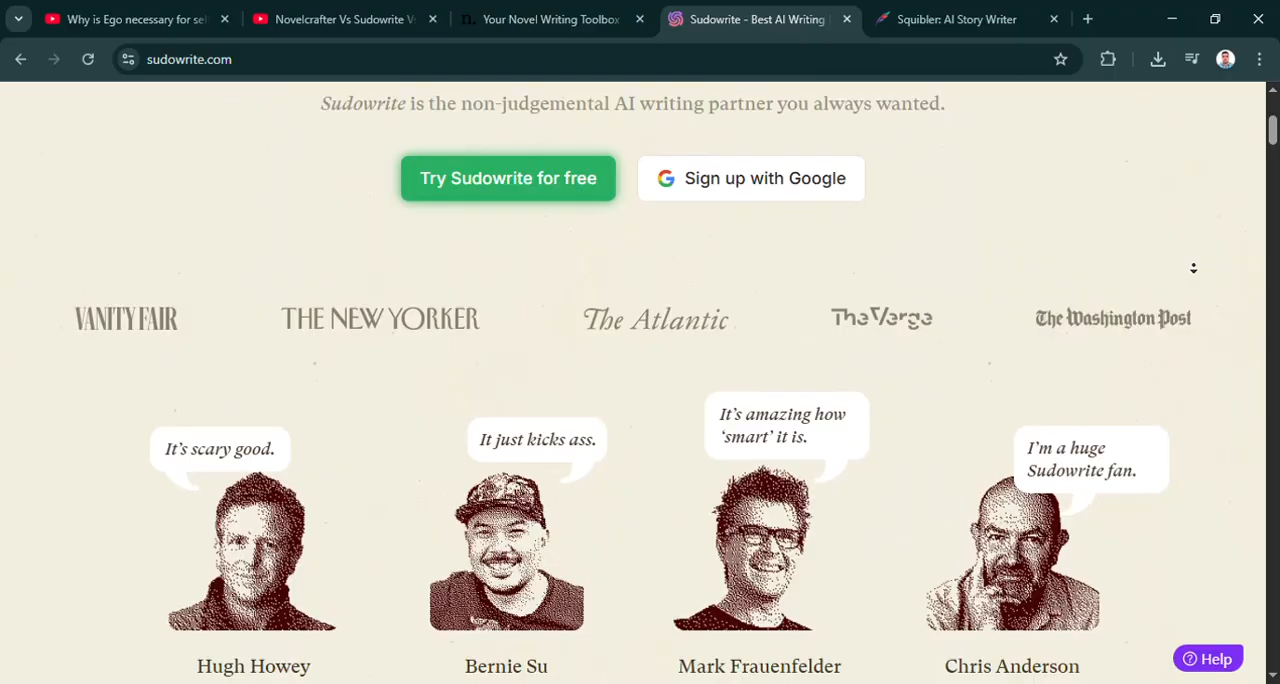 Why is Ego necessary for sel
Novelcrafter Vs Sudowrite V
Your Novel Writing Toolbox
Sudowrite - Best AI Writing
Squibler: AI Story Writer
sudowrite.com
Sudowrite is the non-judgemental AI writing partner you always wanted.
Try Sudowrite for free
Sign up with Google
VANITY FAIR
THE NEW YORKER
The Atlantic
The Verge
The Washington Post
It's scary good.
It just kicks ass.
It's amazing how
'smart' it is.
I'm a huge
Sudowrite fan.
Hugh Howey
Bernie Su
Mark Frauenfelder
Chris Anderson
Help